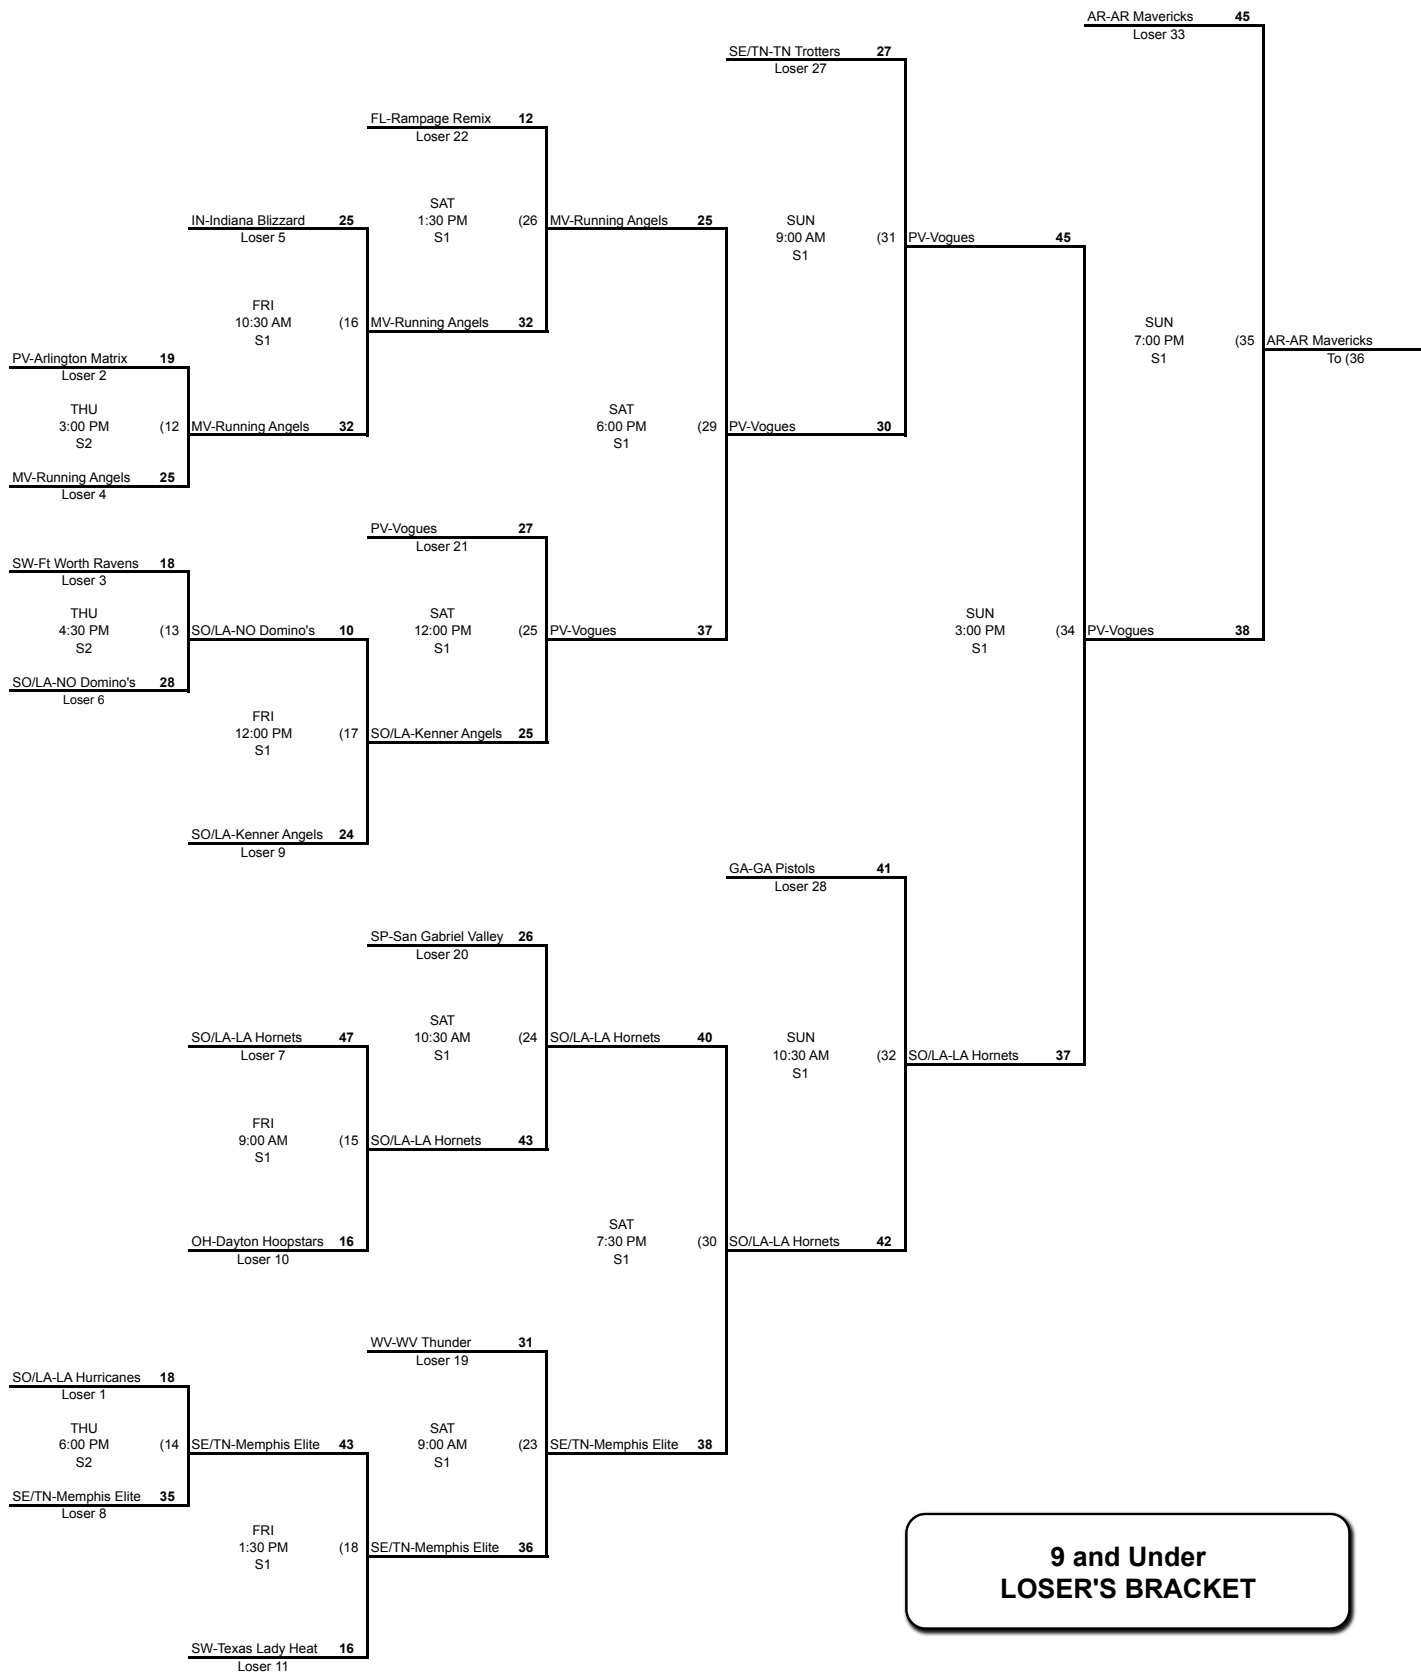 AR-AR Mavericks 45
Loser 33
SE/TN-TN Trotters 27
Loser 27
FL-Rampage Remix 12
Loser 22
SAT
1:30 PM (26 MV-Running Angels 25
S1
IN-Indiana Blizzard 25
Loser 5
SUN
9:00 AM (31 PV-Vogues 45
S1
FRI
10:30 AM (16 MV-Running Angels 32
S1
SUN
7:00 PM (35 AR-AR Mavericks
S1
To (36
PV-Arlington Matrix 19
Loser 2
THU
3:00 PM (12 MV-Running Angels 32
S2
SAT
6:00 PM (29 PV-Vogues 30
S1
MV-Running Angels 25
Loser 4
PV-Vogues 27
Loser 21
SW-Ft Worth Ravens 18
Loser 3
THU
4:30 PM (13 SO/LA-NO Domino's 10
S2
SAT
12:00 PM (25 PV-Vogues 37
S1
SUN
3:00 PM (34 PV-Vogues 38
S1
SO/LA-NO Domino's 28
Loser 6
FRI
12:00 PM (17 SO/LA-Kenner Angels 25
S1
SO/LA-Kenner Angels 24
Loser 9
GA-GA Pistols 41
Loser 28
SP-San Gabriel Valley 26
Loser 20
SAT
10:30 AM (24 SO/LA-LA Hornets 40
S1
SO/LA-LA Hornets 47
Loser 7
SUN
10:30 AM (32 SO/LA-LA Hornets 37
S1
FRI
9:00 AM (15 SO/LA-LA Hornets 43
S1
OH-Dayton Hoopstars 16
Loser 10
SAT
7:30 PM (30 SO/LA-LA Hornets 42
S1
WV-WV Thunder 31
Loser 19
SO/LA-LA Hurricanes 18
Loser 1
THU
6:00 PM (14 SE/TN-Memphis Elite 43
S2
SAT
9:00 AM (23 SE/TN-Memphis Elite 38
S1
SE/TN-Memphis Elite 35
Loser 8
FRI
1:30 PM (18 SE/TN-Memphis Elite 36
S1
SW-Texas Lady Heat 16
Loser 11
9 and Under
LOSER'S BRACKET